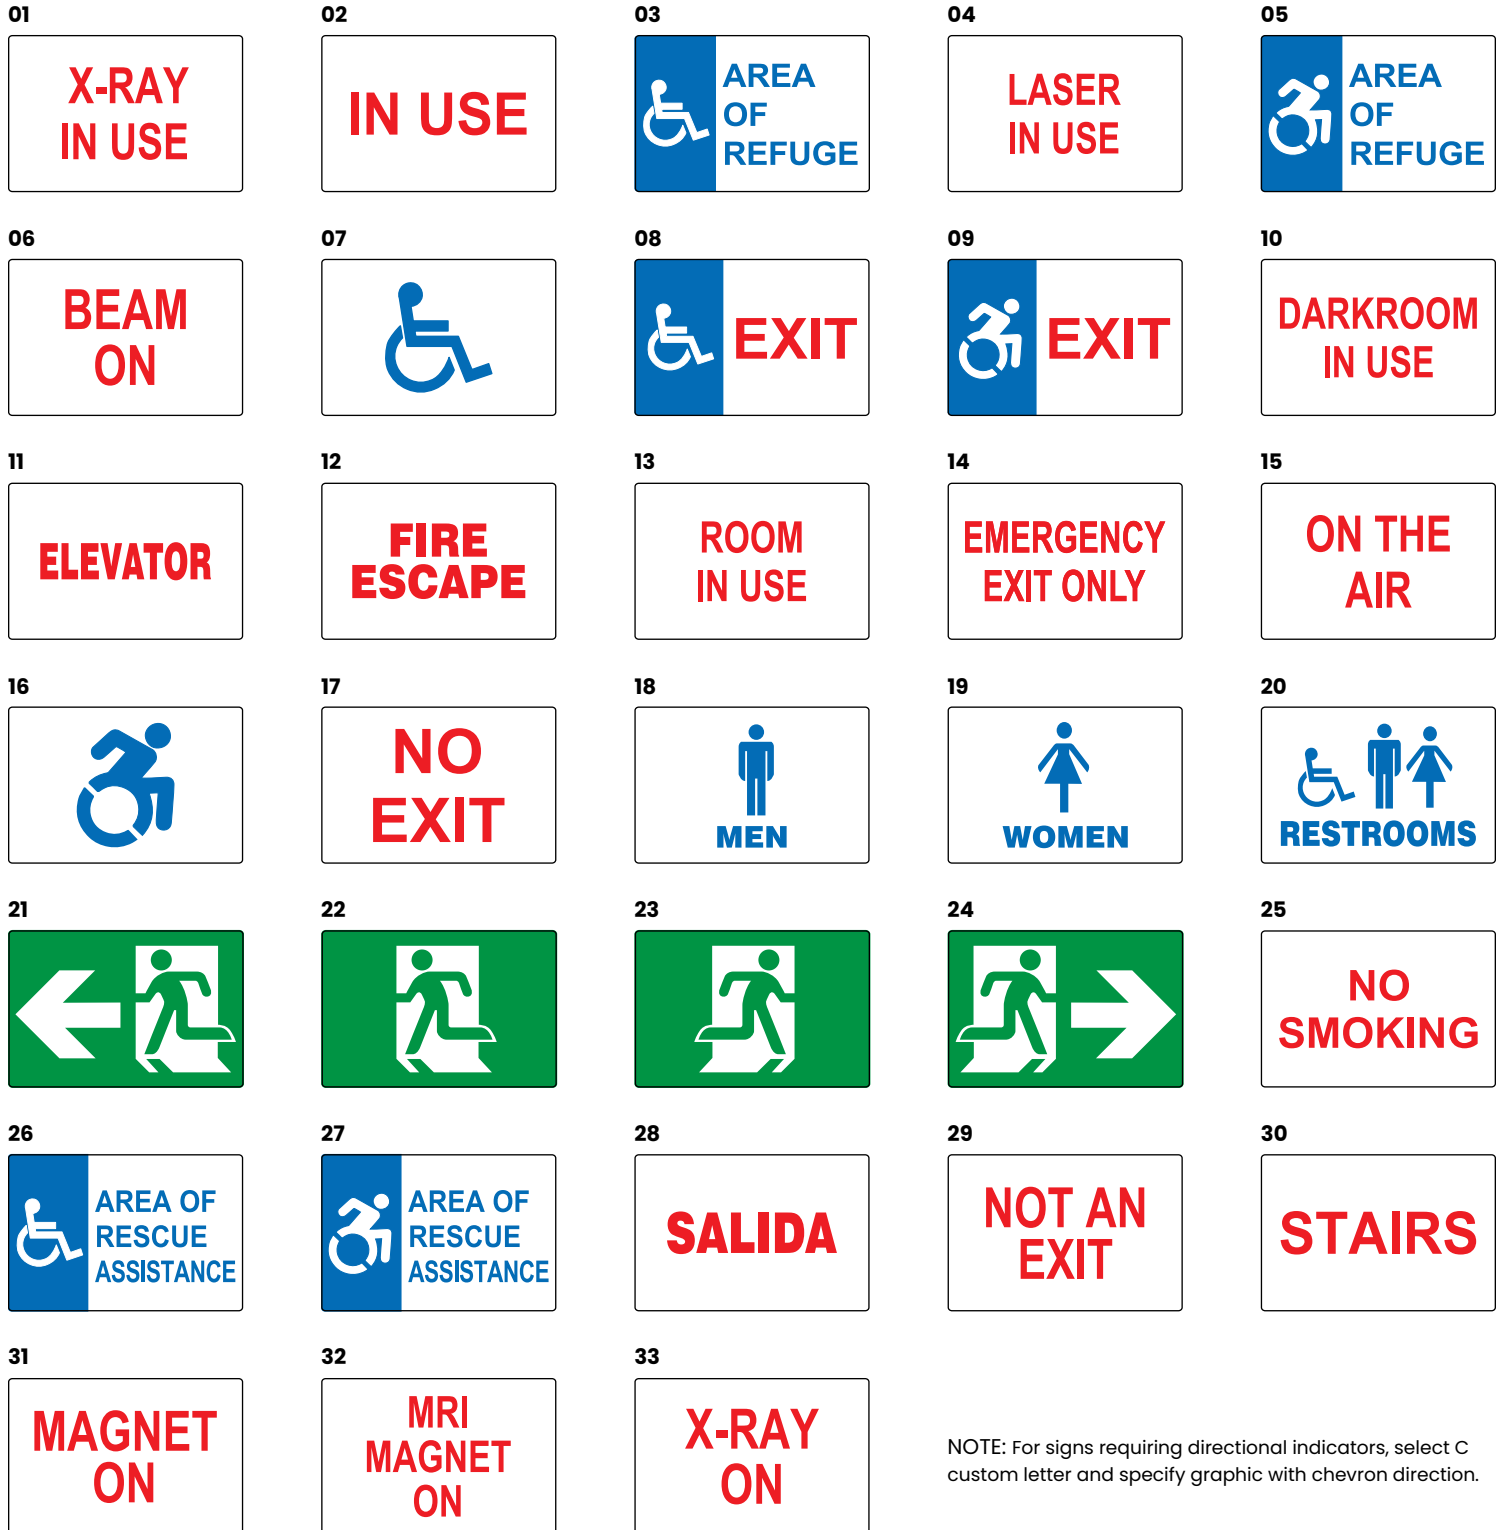 01
X-RAY
IN USE
02
IN USE
03
AREA
OF
REFUGE
04
LASER
IN USE
05
AREA
OF
REFUGE
06
BEAM
ON
07
08
EXIT
09
EXIT
10
DARKROOM
IN USE
11
ELEVATOR
12
FIRE
ESCAPE
13
ROOM
IN USE
14
EMERGENCY
EXIT ONLY
15
ON THE
AIR
16
17
NO
EXIT
18
MEN
19
WOMEN
20
RESTROOMS
21
22
23
24
25
NO
SMOKING
26
AREA OF
RESCUE
ASSISTANCE
27
AREA OF
RESCUE
ASSISTANCE
28
SALIDA
29
NOT AN
EXIT
30
STAIRS
31
MAGNET
ON
32
MRI
MAGNET
ON
33
X-RAY
ON
NOTE: For signs requiring directional indicators, select C
custom letter and specify graphic with chevron direction.